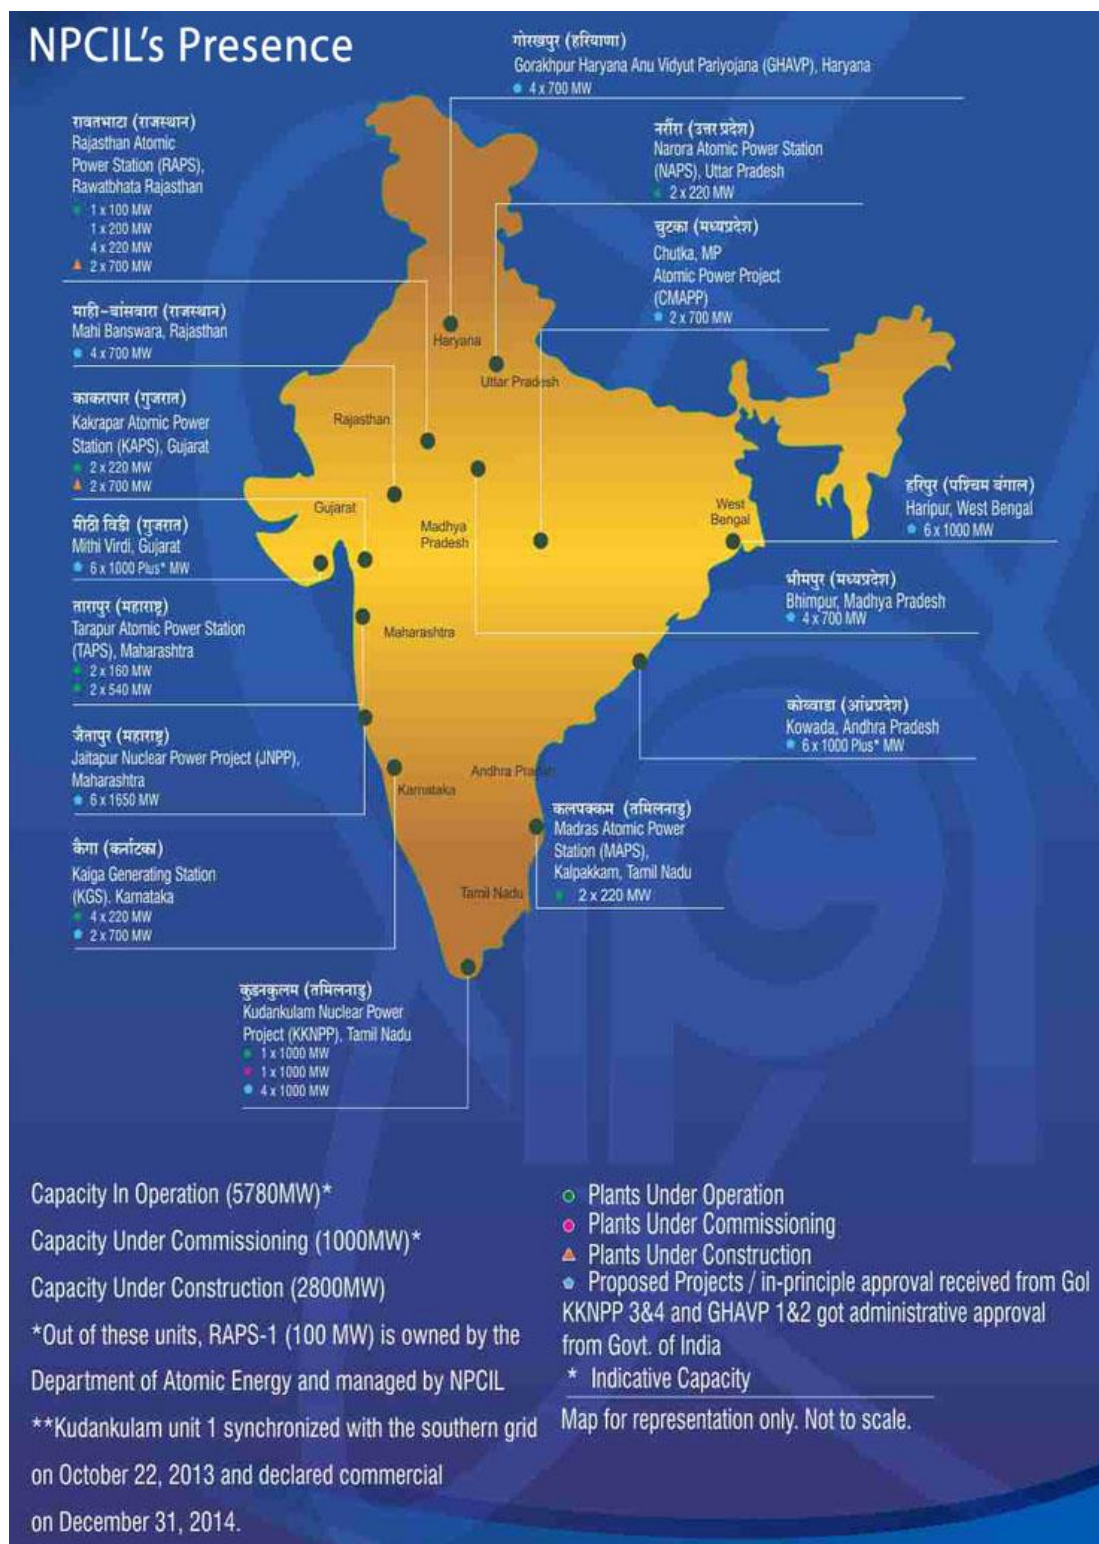 NPCIL's Presence
गोरखपुर (हरियाणा)
Gorakhpur Haryana Anu Vidyut Pariyojana (GHAVP), Haryana
4 x 700 MW
रावतभाटा (राजस्थान)
Rajasthan Atomic
Power Station (RAPS),
Rawatbhata Rajasthan
1 x 100 MW
1 x 200 MW
4 x 220 MW
2 x 700 MW
नरौरा (उत्तर प्रदेश)
Narora Atomic Power Station
(NAPS), Uttar Pradesh
2 x 220 MW
चुटका (मध्यप्रदेश)
Chutka, MP
Atomic Power Project
(CMAPP)
2 x 700 MW
माही-बांसवारा (राजस्थान)
Mahi Banswara, Rajasthan
4 x 700 MW
काकरापार (गुजरात)
Kakrapar Atomic Power
Station (KAPS), Gujarat
2 x 220 MW
2 x 700 MW
मीठी विर्डी (गुजरात)
Mithi Virdi, Gujarat
6 x 1000 Plus* MW
तारापुर (महाराष्ट्र)
Tarapur Atomic Power Station
(TAPS), Maharashtra
2 x 160 MW
2 x 540 MW
जैतापुर (महाराष्ट्र)
Jaitapur Nuclear Power Project (JNPP),
Maharashtra
6 x 1650 MW
कैगा (कर्नाटका)
Kaiga Generating Station
(KGS). Karnataka
4 x 220 MW
2 x 700 MW
कुडनकुलम (तमिलनाडु)
Kudankulam Nuclear Power
Project (KKNPP), Tamil Nadu
1 x 1000 MW
1 x 1000 MW
4 x 1000 MW
Haryana
Uttar Pradesh
Rajasthan
Gujarat
Madhya
Pradesh
West
Bengal
Maharashtra
Andhra Pradesh
Karnataka
Tamil Nadu
हरिपुर (पश्चिम बंगाल)
Haripur, West Bengal
6 x 1000 MW
भीमपुर (मध्यप्रदेश)
Bhimpur, Madhya Pradesh
4 x 700 MW
कोव्वाडा (आंध्रप्रदेश)
Kowada, Andhra Pradesh
6 x 1000 Plus* MW
कलपक्कम (तमिलनाडु)
Madras Atomic Power
Station (MAPS),
Kalpakkam, Tamil Nadu
2 x 220 MW
Capacity In Operation (5780MW)*
Capacity Under Commissioning (1000MW)*
Capacity Under Construction (2800MW)
*Out of these units, RAPS-1 (100 MW) is owned by the
Department of Atomic Energy and managed by NPCIL
**Kudankulam unit 1 synchronized with the southern grid
on October 22, 2013 and declared commercial
on December 31, 2014.
Plants Under Operation
Plants Under Commissioning
Plants Under Construction
Proposed Projects / in-principle approval received from GoI
KKNPP 3&4 and GHAVP 1&2 got administrative approval
from Govt. of India
* Indicative Capacity
Map for representation only. Not to scale.